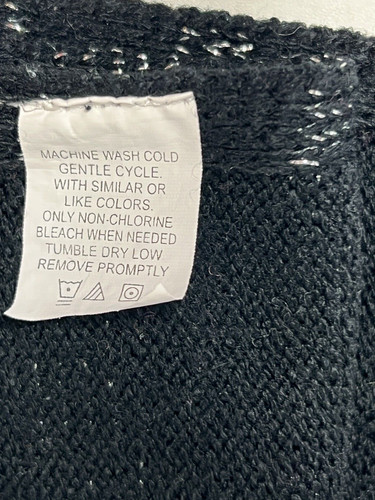 MACHINE WASH COLD
GENTLE CYCLE.
WITH SIMILAR OR
LIKE COLORS.
ONLY NON-CHLORINE
BLEACH WHEN NEEDED
TUMBLE DRY LOW
REMOVE PROMPTLY